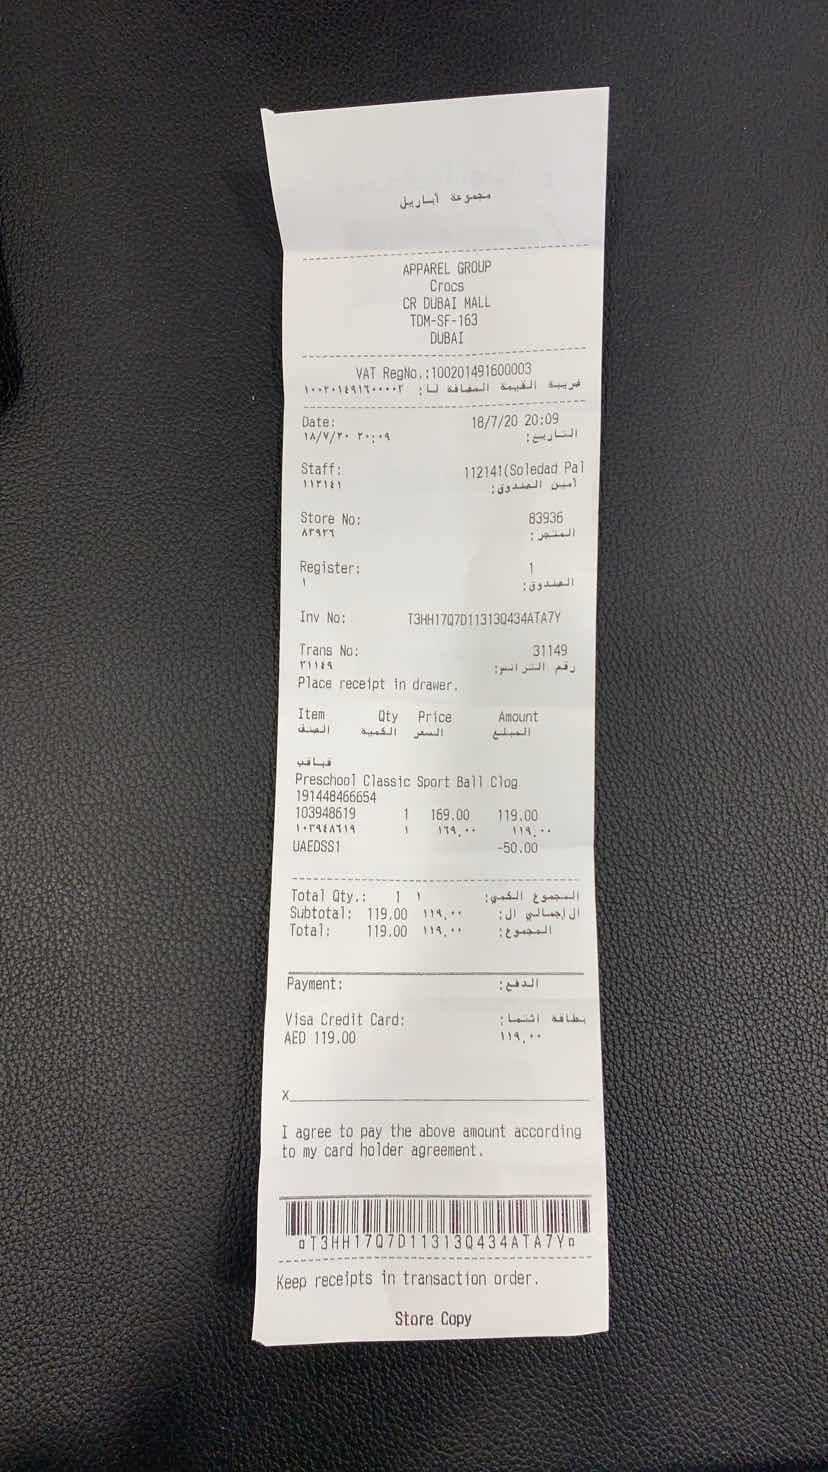 مجموعة أباريل
APPAREL GROUP
Crocs
CR DUBAI MALL
TDM-SF-163
DUBAI
VAT RegNo.:100201491600003
ضريبة القيمة المضافة لنا: ١٠٠٢٠١٤٩١٦٠٠٠٠٣
Date: 18/7/20 20:09
١٨/٧/٢٠ ٢٠:٠٩ التاريخ:
Staff: 112141(Soledad Pal
١١٢١٤١ أمين الصندوق:
Store No: 83936
٨٣٩٣٦ المتجر:
Register: 1
١ الصندوق:
Inv No: T3HH17Q7D11313Q434ATA7Y
Trans No: 31149
٣١١٤٩ رقم الترانس:
Place receipt in drawer.
Item Qty Price Amount
الصنف الكمية السعر المبلغ
قباقب
Preschool Classic Sport Ball Clog
191448466654
103948619 1 169.00 119.00
١٠٣٩٤٨٦١٩ ١ ١٦٩,٠٠ ١١٩,٠٠
UAEDSS1 -50.00
Total Qty.: 1 ١ المجموع الكمي:
Subtotal: 119.00 ١١٩,٠٠ الإجمالي ال:
Total: 119.00 ١١٩,٠٠ المجموع:
Payment: الدفع:
Visa Credit Card: بطاقة ائتما:
AED 119.00 ١١٩,٠٠
X
I agree to pay the above amount according
to my card holder agreement.
¤T3HH17Q7D11313Q434ATA7Y¤
Keep receipts in transaction order.
Store Copy